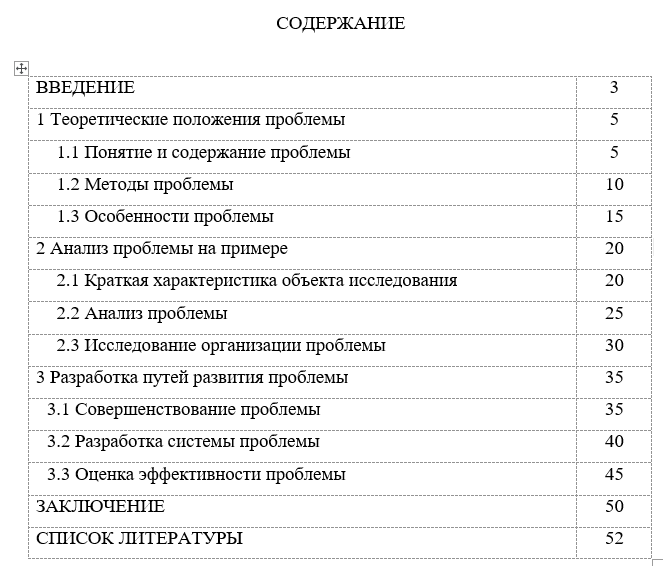 СОДЕРЖАНИЕ
ВВЕДЕНИЕ 3
1 Теоретические положения проблемы 5
1.1 Понятие и содержание проблемы 5
1.2 Методы проблемы 10
1.3 Особенности проблемы 15
2 Анализ проблемы на примере 20
2.1 Краткая характеристика объекта исследования 20
2.2 Анализ проблемы 25
2.3 Исследование организации проблемы 30
3 Разработка путей развития проблемы 35
3.1 Совершенствование проблемы 35
3.2 Разработка системы проблемы 40
3.3 Оценка эффективности проблемы 45
ЗАКЛЮЧЕНИЕ 50
СПИСОК ЛИТЕРАТУРЫ 52